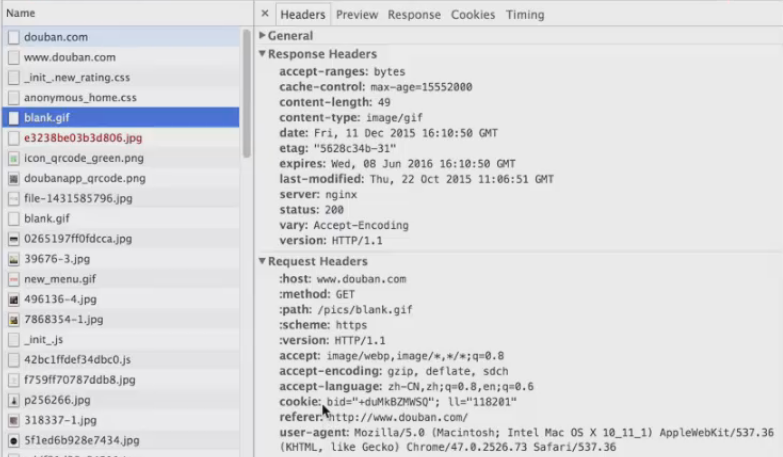 Name
douban.com
www.douban.com
_init_.new_rating.css
anonymous_home.css
blank.gif
e3238be03b3d806.jpg
icon_qrcode_green.png
doubanapp_qrcode.png
file-1431585796.jpg
blank.gif
0265197ff0fdcca.jpg
39676-3.jpg
new_menu.gif
496136-4.jpg
7868354-1.jpg
_init_.js
42bc1ffdef34dbc0.js
f759ff70787ddb8.jpg
p256266.jpg
318337-1.jpg
5f1ed6b928e7434.jpg
× Headers Preview Response Cookies Timing
▶General
▼Response Headers
accept-ranges: bytes
cache-control: max-age=15552000
content-length: 49
content-type: image/gif
date: Fri, 11 Dec 2015 16:10:50 GMT
etag: "5628c34b-31"
expires: Wed, 08 Jun 2016 16:10:50 GMT
last-modified: Thu, 22 Oct 2015 11:06:51 GMT
server: nginx
status: 200
vary: Accept-Encoding
version: HTTP/1.1
▼Request Headers
:host: www.douban.com
:method: GET
:path: /pics/blank.gif
:scheme: https
:version: HTTP/1.1
accept: image/webp,image/*,*/*;q=0.8
accept-encoding: gzip, deflate, sdch
accept-language: zh-CN,zh;q=0.8,en;q=0.6
cookie: bid="+duMkBZMWSQ"; ll="118201"
referer: http://www.douban.com/
user-agent: Mozilla/5.0 (Macintosh; Intel Mac OS X 10_11_1) AppleWebKit/537.36
(KHTML, like Gecko) Chrome/47.0.2526.73 Safari/537.36